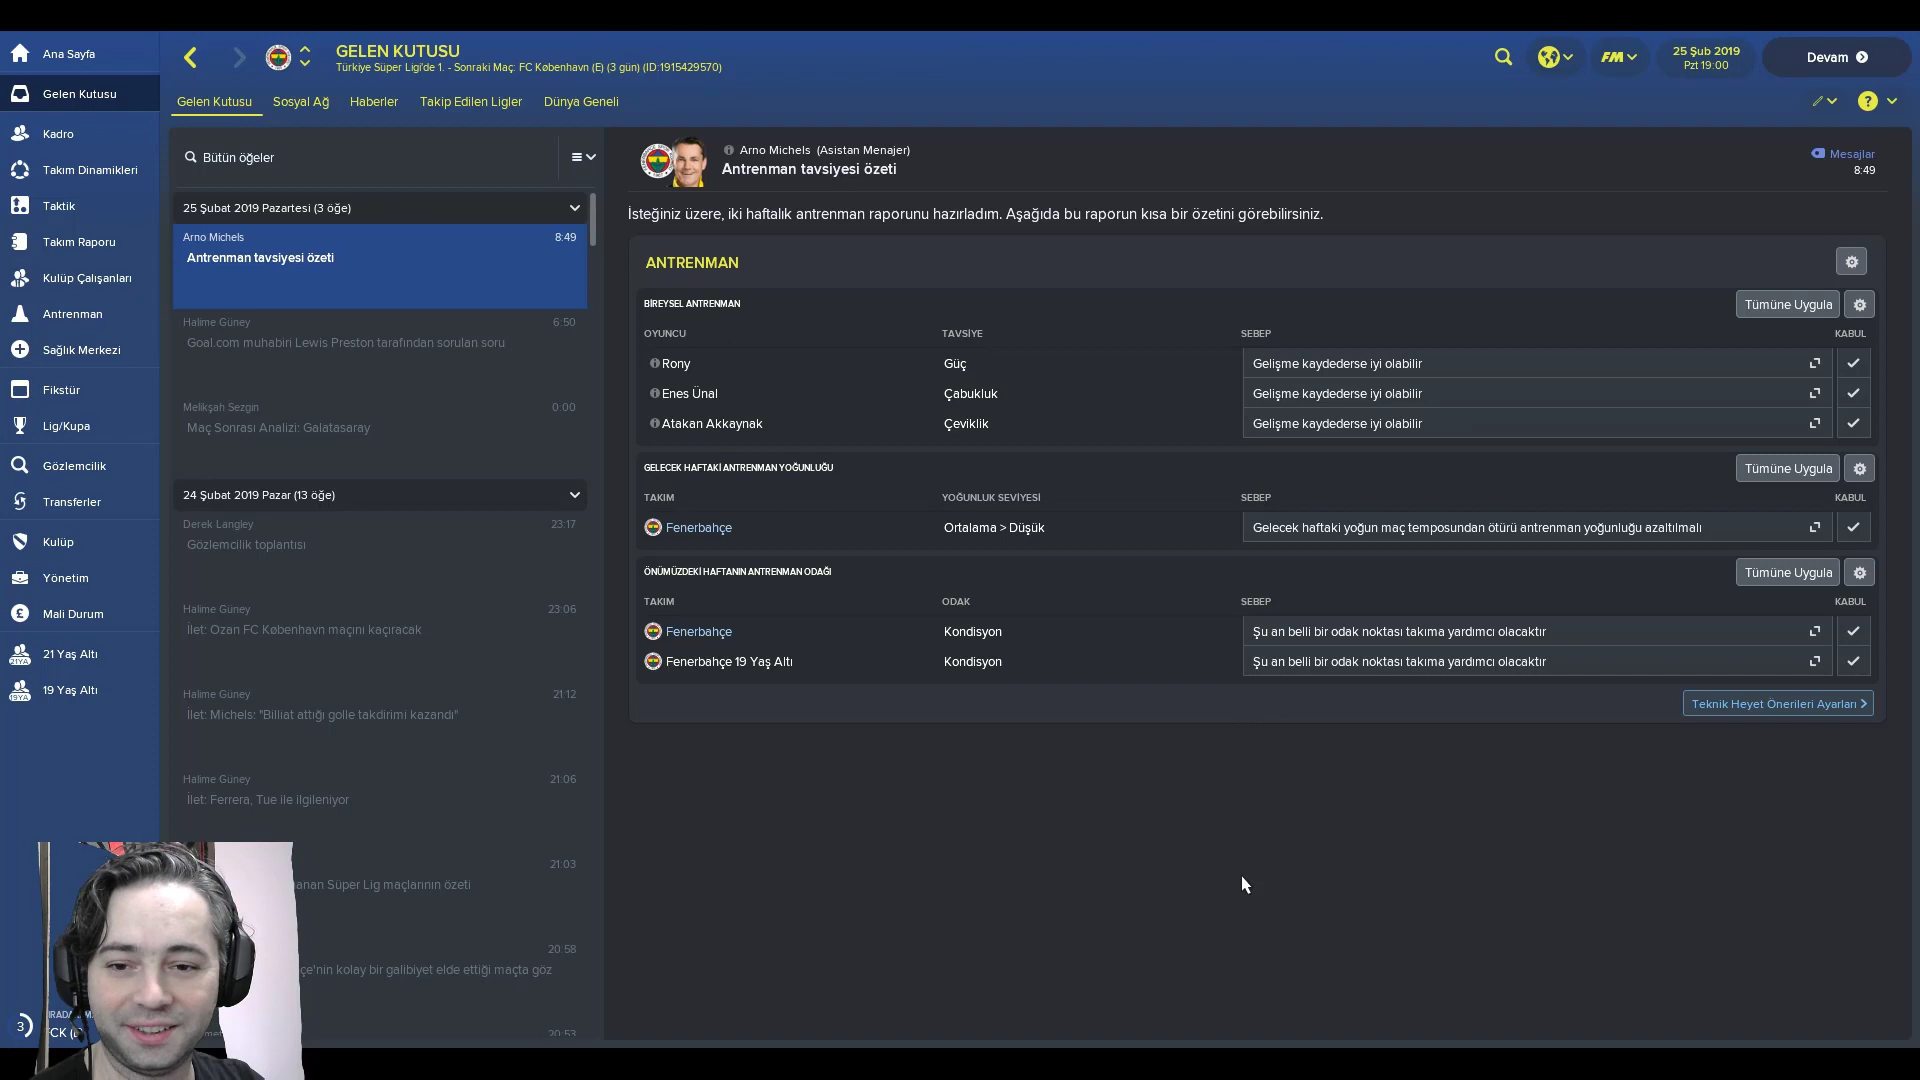 Ana Sayfa
Gelen Kutusu
Kadro
Takım Dinamikleri
Taktik
Takım Raporu
Kulüp Çalışanları
Antrenman
Sağlık Merkezi
Fikstür
Lig/Kupa
Gözlemcilik
Transferler
Kulüp
Yönetim
Mali Durum
21 Yaş Altı
19 Yaş Altı
3
GELEN KUTUSU
Türkiye Süper Ligi'de 1. - Sonraki Maç: FC København (E) (3 gün) (ID:1915429570)
FM
25 Şub 2019
Pzt 19:00
Devam
Gelen Kutusu
Sosyal Ağ
Haberler
Takip Edilen Ligler
Dünya Geneli
?
Bütün öğeler
25 Şubat 2019 Pazartesi (3 öğe)
Arno Michels 8:49
Antrenman tavsiyesi özeti
Halime Güney 6:50
Goal.com muhabiri Lewis Preston tarafından sorulan soru
Melikşah Sezgin 0:00
Maç Sonrası Analizi: Galatasaray
24 Şubat 2019 Pazar (13 öğe)
Derek Langley 23:17
Gözlemcilik toplantısı
Halime Güney 23:06
İlet: Ozan FC København maçını kaçıracak
Halime Güney 21:12
İlet: Michels: "Billiat attığı golle takdirimi kazandı"
Halime Güney 21:06
İlet: Ferrera, Tue ile ilgileniyor
21:03
Süper Lig maçlarının özeti
20:58
kolay bir galibiyet elde ettiği maçta göz
20:53
Arno Michels (Asistan Menajer)
Antrenman tavsiyesi özeti
Mesajlar
8:49
İsteğiniz üzere, iki haftalık antrenman raporunu hazırladım. Aşağıda bu raporun kısa bir özetini görebilirsiniz.
ANTRENMAN
BİREYSEL ANTRENMAN Tümüne Uygula
OYUNCU TAVSİYE SEBEP KABUL
Rony Güç Gelişme kaydederse iyi olabilir
Enes Ünal Çabukluk Gelişme kaydederse iyi olabilir
Atakan Akkaynak Çeviklik Gelişme kaydederse iyi olabilir
GELECEK HAFTAKİ ANTRENMAN YOĞUNLUĞU Tümüne Uygula
TAKIM YOĞUNLUK SEVİYESİ SEBEP KABUL
Fenerbahçe Ortalama > Düşük Gelecek haftaki yoğun maç temposundan ötürü antrenman yoğunluğu azaltılmalı
ÖNÜMÜZDEKİ HAFTANIN ANTRENMAN ODAĞI Tümüne Uygula
TAKIM ODAK SEBEP KABUL
Fenerbahçe Kondisyon Şu an belli bir odak noktası takıma yardımcı olacaktır
Fenerbahçe 19 Yaş Altı Kondisyon Şu an belli bir odak noktası takıma yardımcı olacaktır
Teknik Heyet Önerileri Ayarları